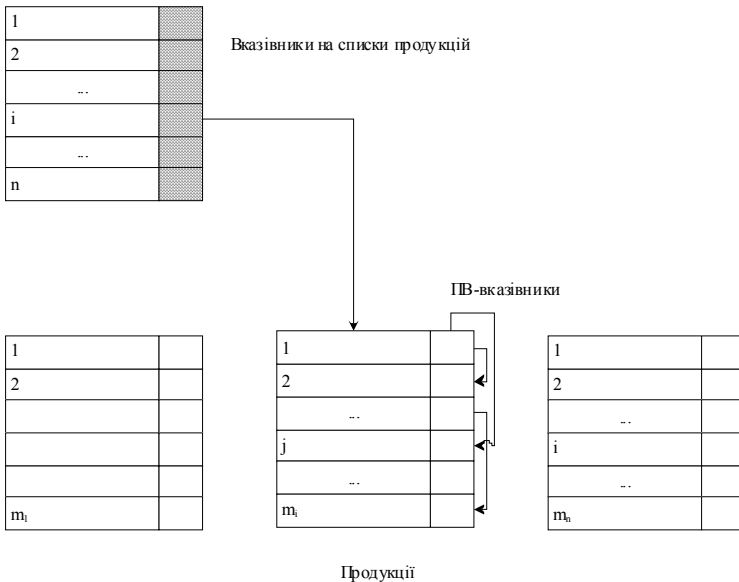 1
Вказівники на списки продукцій
2
...
i
...
n
ПВ-вказівники
1
2
m₁
1
2
...
j
...
mᵢ
1
2
...
i
...
mₙ
Продукції